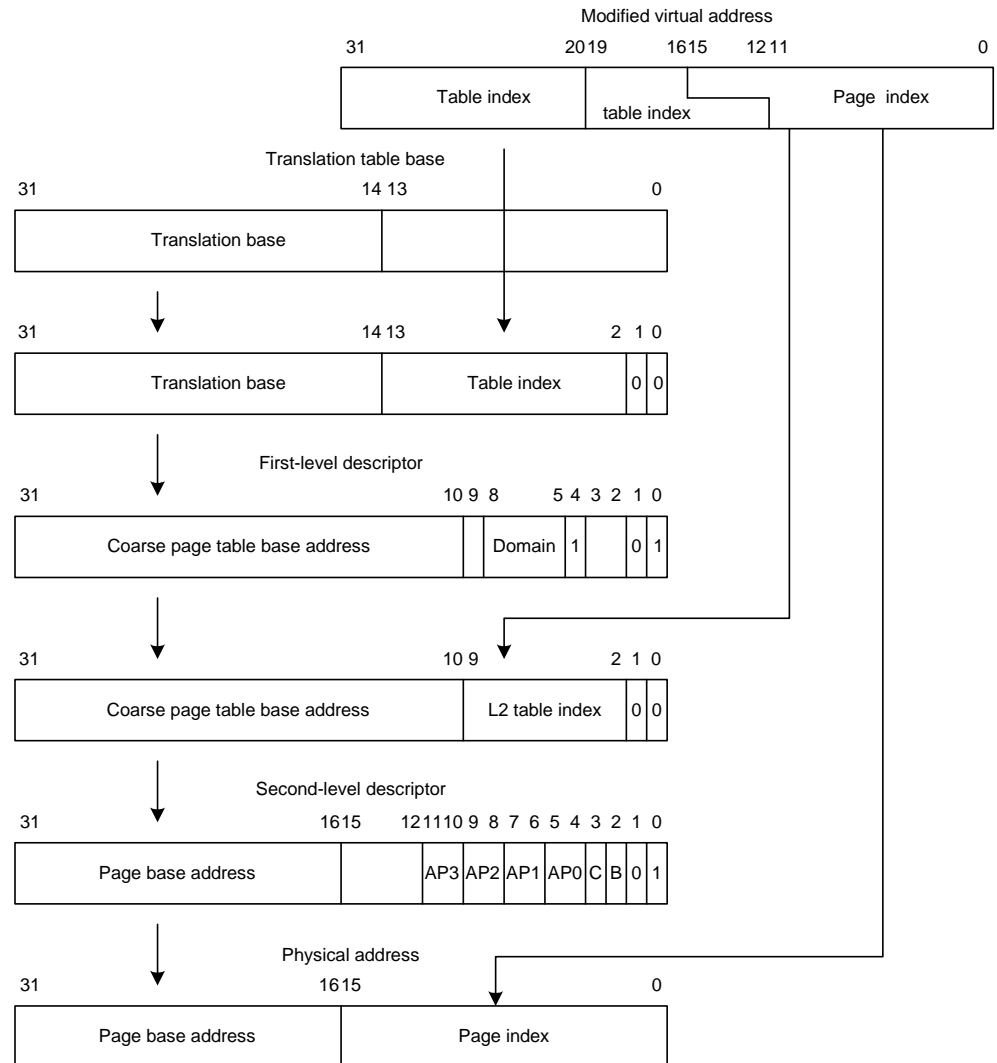 Modified virtual address
31 20 19 16 15 12 11 0
Table index
table index
Page index
Translation table base
31 14 13 0
Translation base
31 14 13 2 1 0
Translation base Table index 0 0
First-level descriptor
31 10 9 8 5 4 3 2 1 0
Coarse page table base address Domain 1 0 1
31 10 9 2 1 0
Coarse page table base address L2 table index 0 0
Second-level descriptor
31 16 15 12 11 10 9 8 7 6 5 4 3 2 1 0
Page base address AP3 AP2 AP1 AP0 C B 0 1
Physical address
31 16 15 0
Page base address Page index